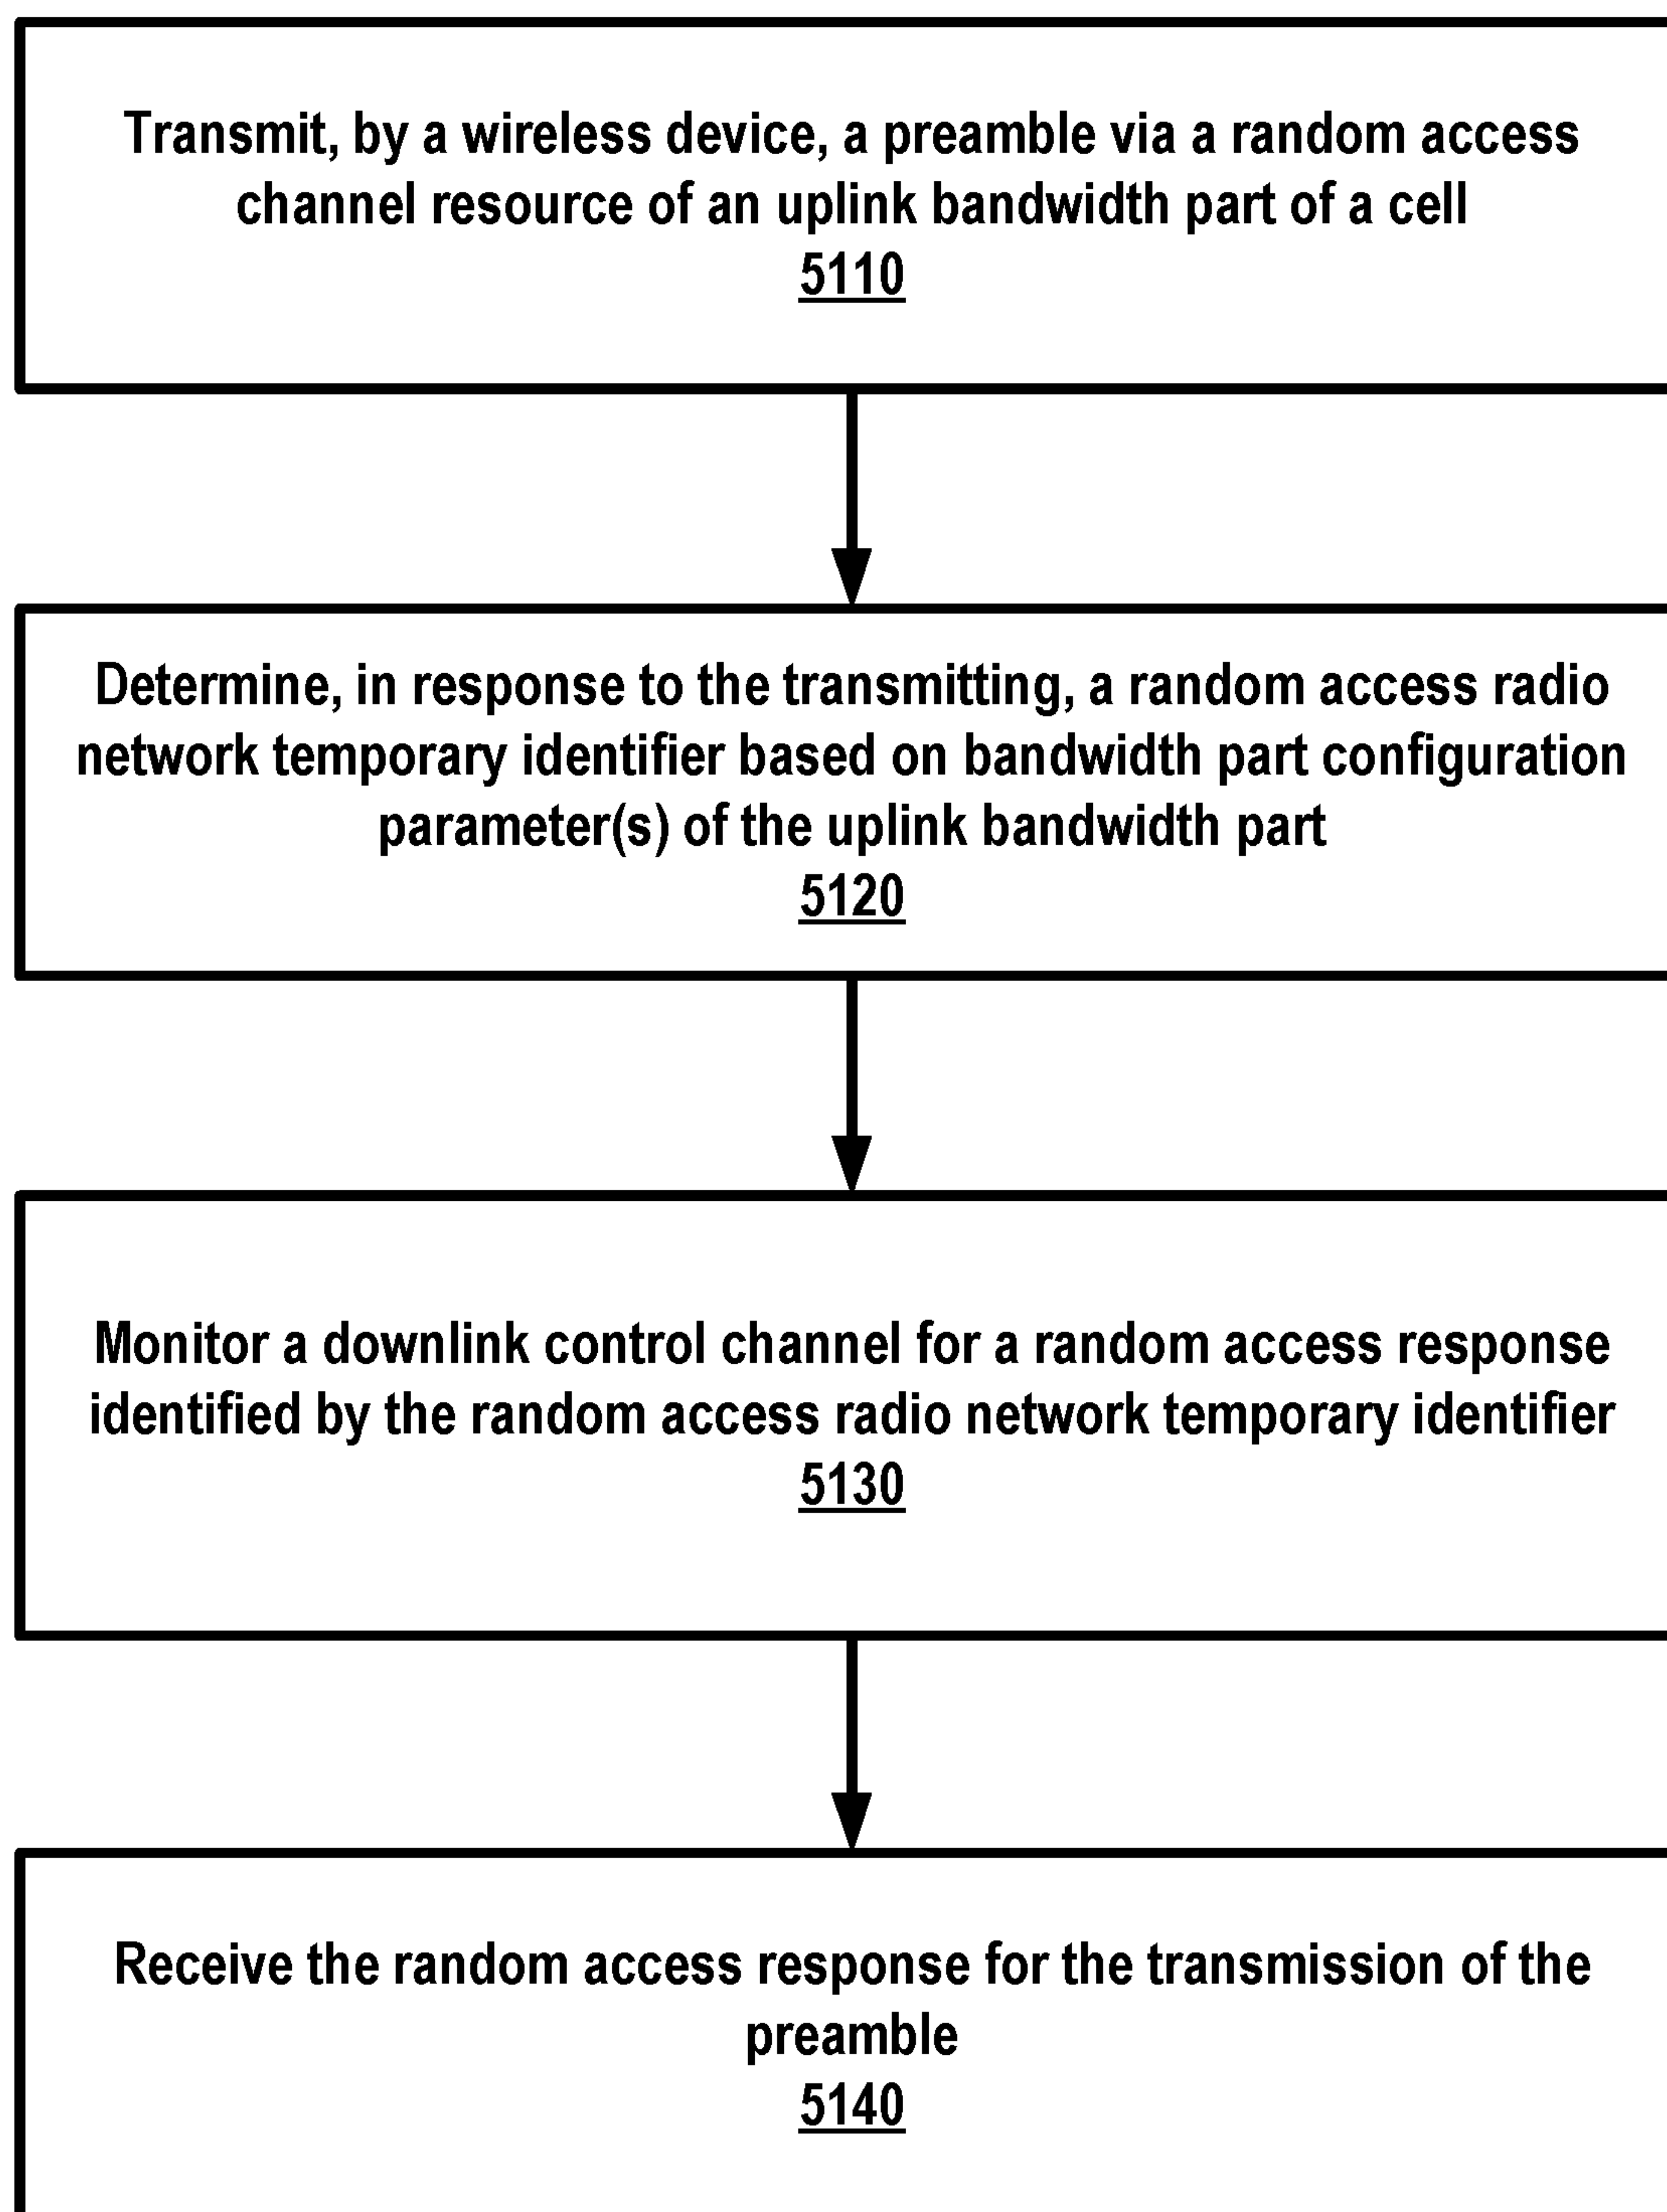 Transmit, by a wireless device, a preamble via a random access
channel resource of an uplink bandwidth part of a cell
5110
Determine, in response to the transmitting, a random access radio
network temporary identifier based on bandwidth part configuration
parameter(s) of the uplink bandwidth part
5120
Monitor a downlink control channel for a random access response
identified by the random access radio network temporary identifier
5130
Receive the random access response for the transmission of the
preamble
5140